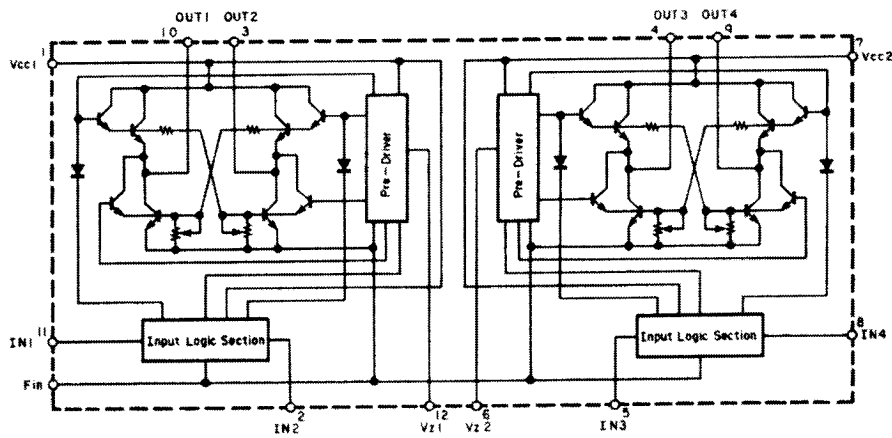 OUT1 OUT2
10 3
OUT3 OUT4
4 9
1
Vcc1
7
Vcc2
Pre-Driver
Pre-Driver
11
IN1
Input Logic Section
Input Logic Section
8
IN4
Fin
2
IN2
12
Vz1
6
Vz2
5
IN3